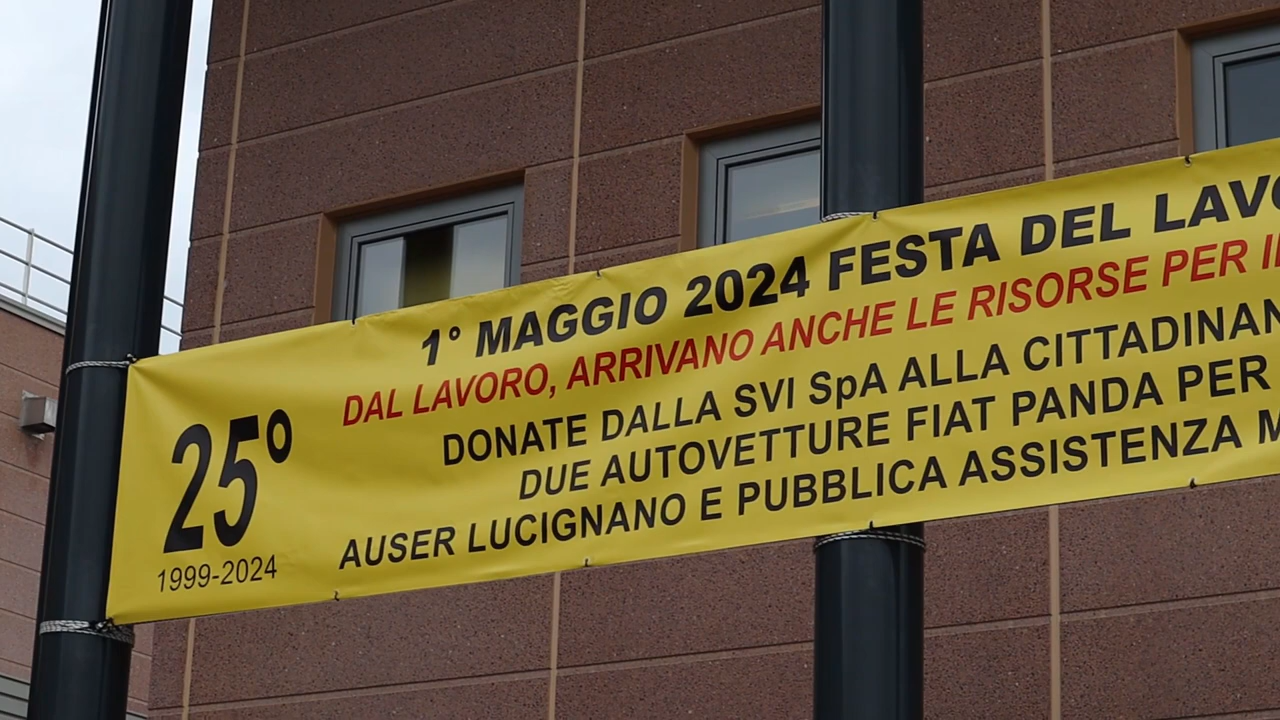 1° MAGGIO 2024 FESTA DEL
DAL LAVORO, ARRIVANO ANCHE LE RISORSE PER
DONATE DALLA SVI SpA ALLA
DUE AUTOVETTURE FIAT PANDA PER
AUSER LUCIGNANO E PUBBLICA ASSISTENZA
25°
1999-2024